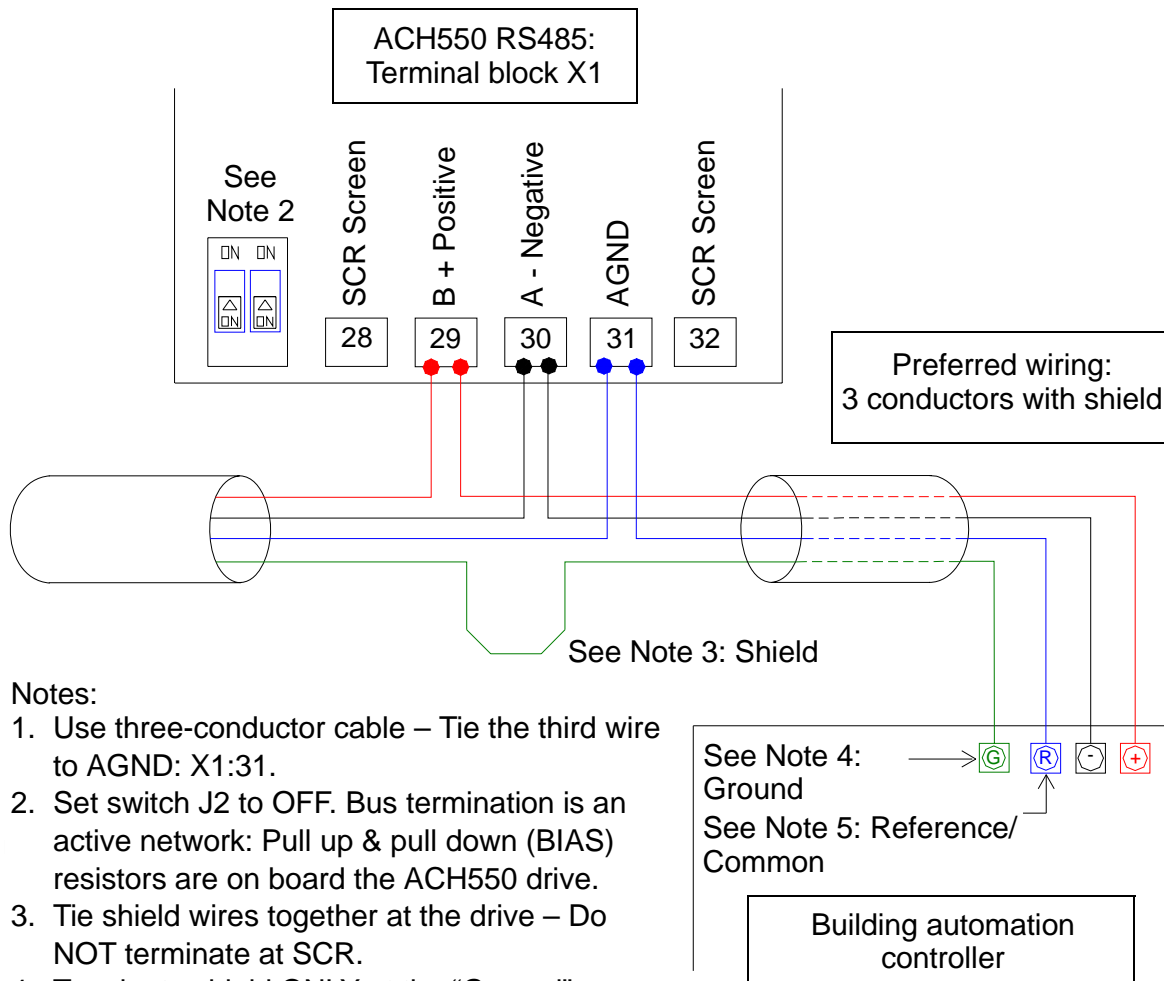 ACH550 RS485:
Terminal block X1
See
Note 2
ON ON
ON ON
SCR Screen
B + Positive
A - Negative
AGND
SCR Screen
28
29
30
31
32
Preferred wiring:
3 conductors with shield
See Note 3: Shield
Notes:
1. Use three-conductor cable – Tie the third wire
to AGND: X1:31.
2. Set switch J2 to OFF. Bus termination is an
active network: Pull up & pull down (BIAS)
resistors are on board the ACH550 drive.
3. Tie shield wires together at the drive – Do
NOT terminate at SCR.
See Note 4:
Ground
G
R
-
+
See Note 5: Reference/
Common
Building automation
controller